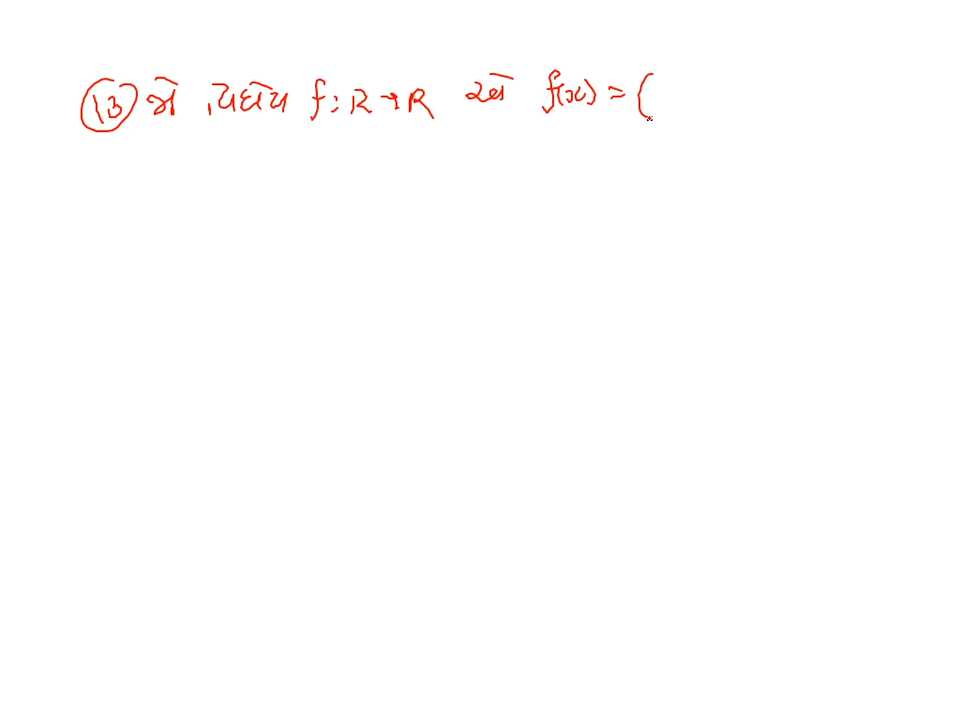 (13) જો વિધેય f : R → R અને f(x) = (